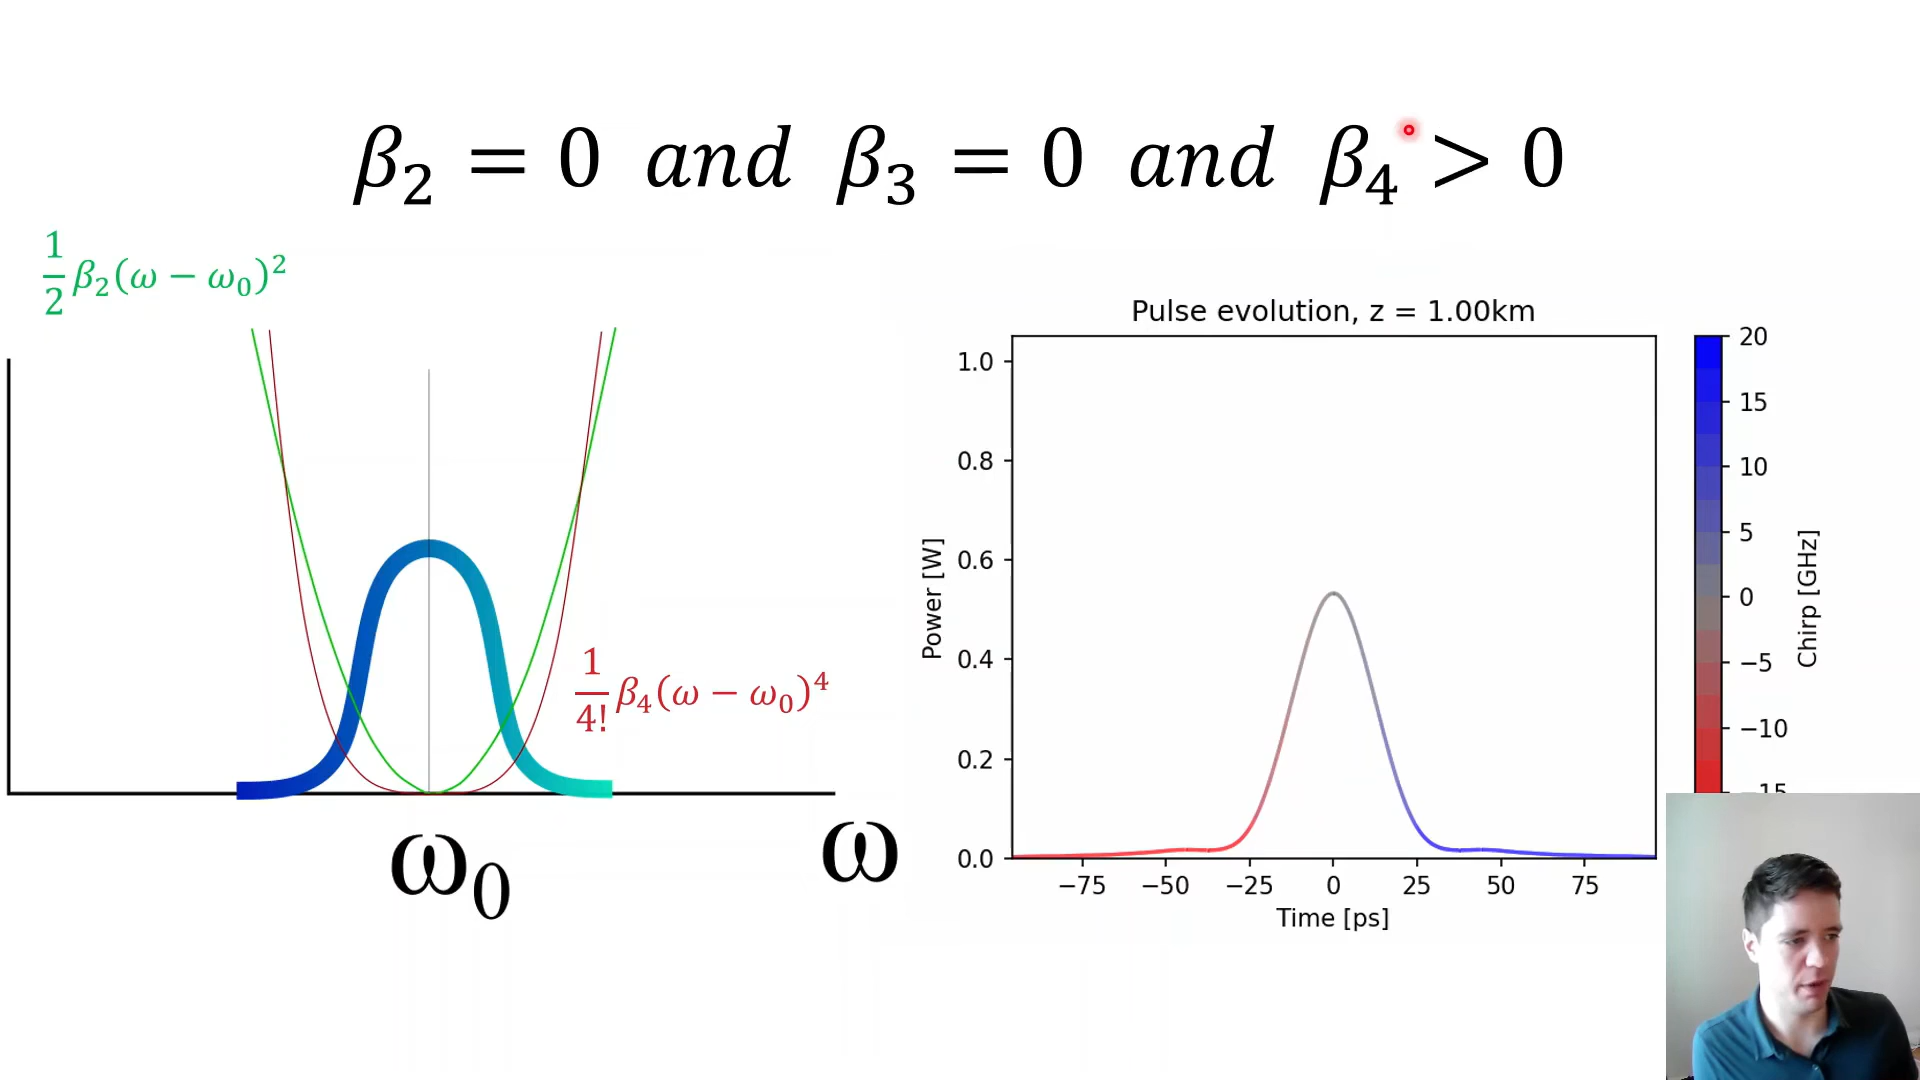 β₂ = 0 and β₃ = 0 and β₄ > 0
1/2 β₂(ω − ω₀)²
1/4! β₄(ω − ω₀)⁴
ω₀
ω
Pulse evolution, z = 1.00km
1.0
0.8
0.6
0.4
0.2
0.0
Power [W]
−75
−50
−25
0
25
50
75
Time [ps]
20
15
10
5
0
−5
−10
−15
Chirp [GHz]